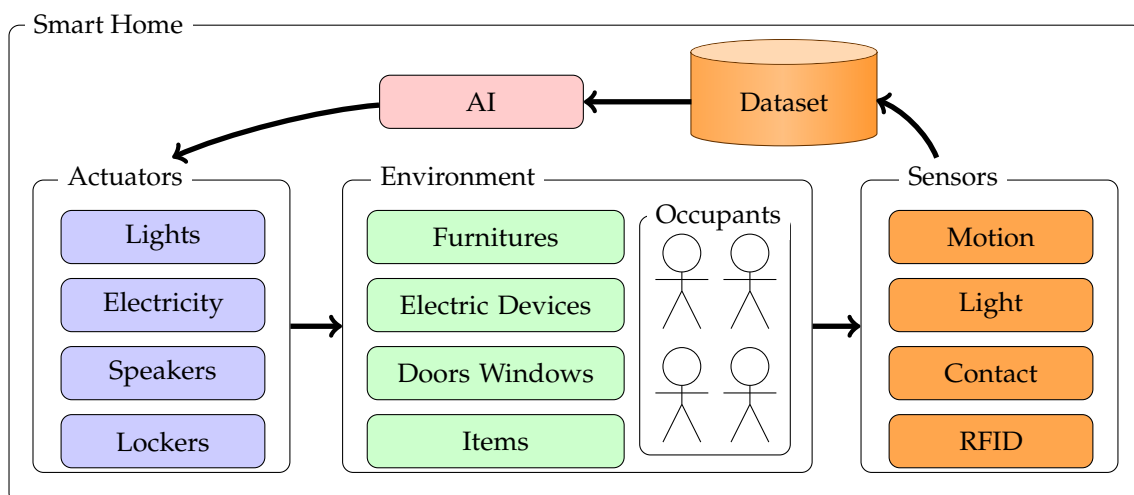 Smart Home
AI
Dataset
Actuators
Lights
Electricity
Speakers
Lockers
Environment
Furnitures
Electric Devices
Doors Windows
Items
Occupants
Sensors
Motion
Light
Contact
RFID